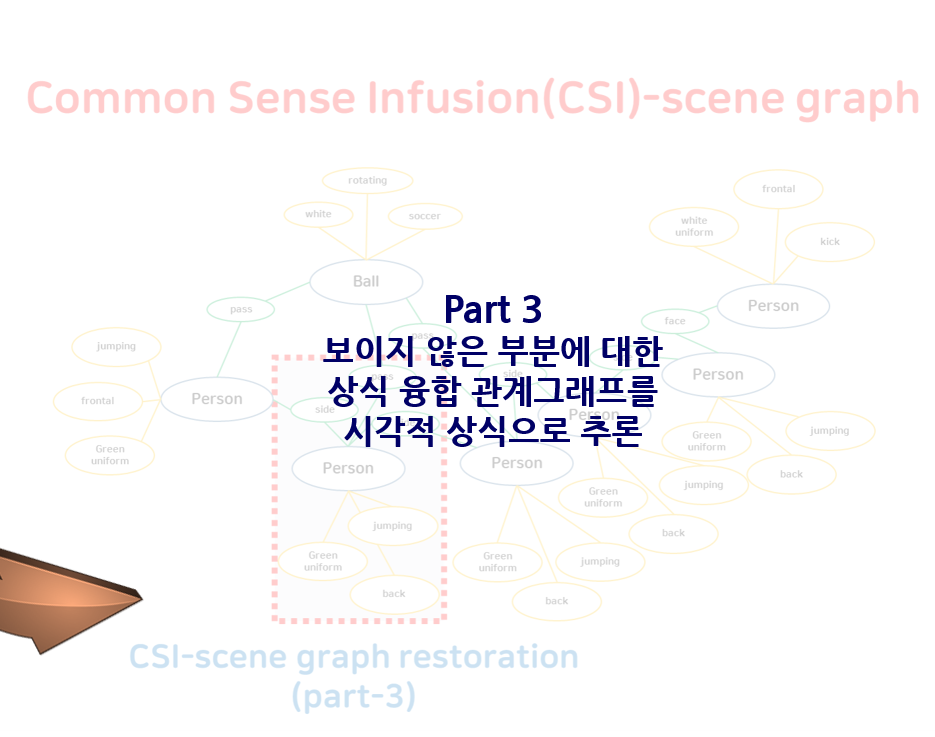 Common Sense Infusion(CSI)-scene graph
rotating
white
soccer
frontal
white
uniform
kick
Ball
Person
pass
face
Part 3
pass
보이지 않은 부분에 대한
상식 융합 관계그래프를
시각적 상식으로 추론
jumping
frontal
Green
uniform
Person
pass
side
side
Person
Person
Person
Person
Green
uniform
jumping
back
jumping
Green
uniform
back
jumping
Green
uniform
back
Green
uniform
jumping
back
CSI-scene graph restoration
(part-3)